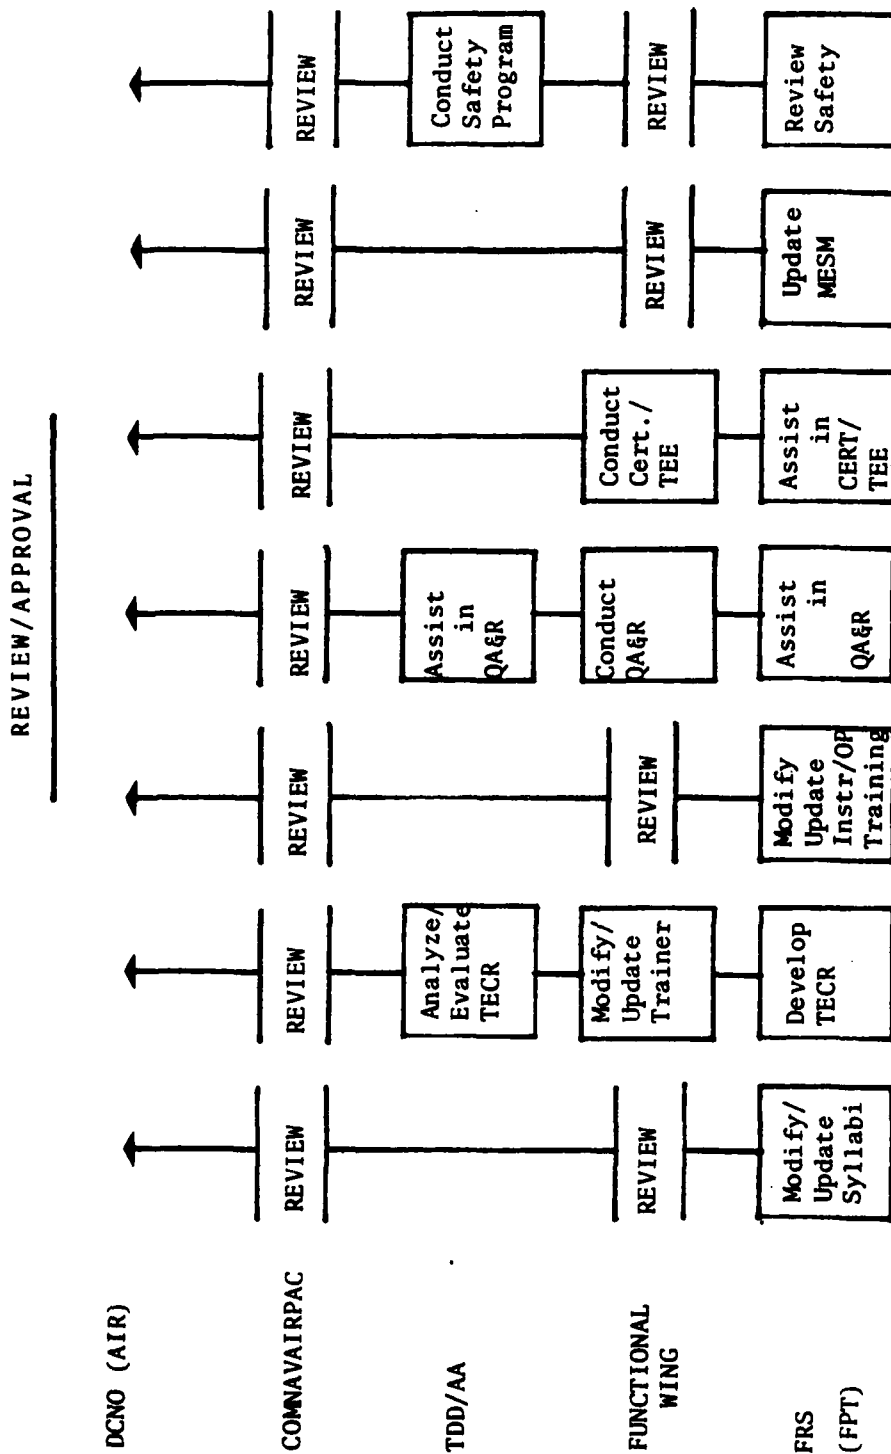 REVIEW/APPROVAL
DCNO (AIR)
COMNAVAIRPAC
REVIEW
REVIEW
REVIEW
REVIEW
REVIEW
REVIEW
REVIEW
TDD/AA
Analyze/
Evaluate
TECR
Assist
in
QA&R
Conduct
Safety
Program
FUNCTIONAL
WING
REVIEW
Modify/
Update
Trainer
REVIEW
Conduct
QA&R
Conduct
Cert./
TEE
REVIEW
REVIEW
FRS
(FPT)
Modify/
Update
Syllabi
Develop
TECR
Modify
Update
Instr/OP
Training
Assist
in
QA&R
Assist
in
CERT/
TEE
Update
MESM
Review
Safety